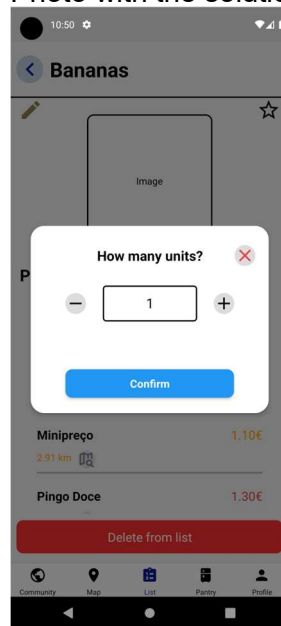 Photo with the solutio
10:50
Bananas
Image
P
How many units?
1
Confirm
Minipreço 1.10€
2.91 km
Pingo Doce 1.30€
Delete from list
Community Map List Pantry Profile